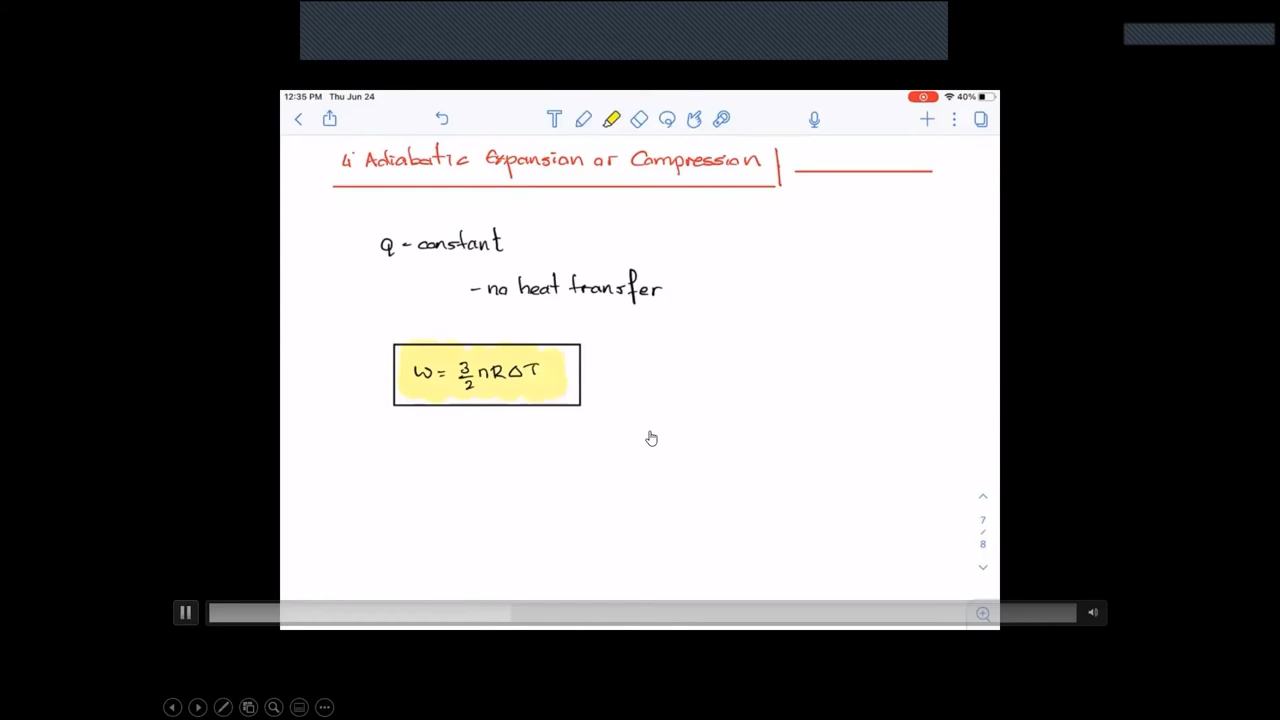 12:35 PM Thu Jun 24
40%
4. Adiabatic Expansion or Compression
Q - constant
- no heat transfer
W = 3/2 nRΔT
7
/
8